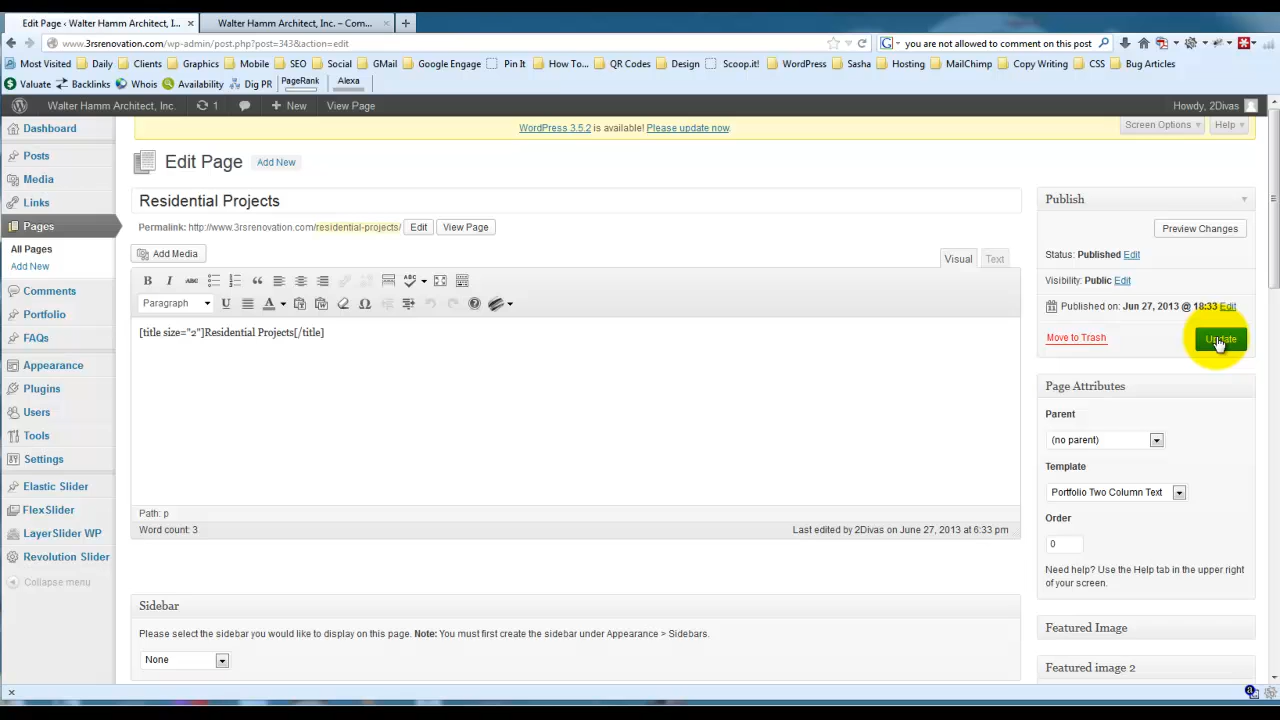 Edit Page ‹ Walter Hamm Architect, I...
Walter Hamm Architect, Inc. – Com...
www.3rsrenovation.com/wp-admin/post.php?post=343&action=edit
you are not allowed to comment on this post
Most Visited
Daily
Clients
Graphics
Mobile
SEO
Social
GMail
Google Engage
Pin It
How To...
QR Codes
Design
Scoop.it!
WordPress
Sasha
Hosting
MailChimp
Copy Writing
CSS
Bug Articles
Valuate
Backlinks
Whois
Availability
Dig PR
PageRank
Alexa
Walter Hamm Architect, Inc.
1
New
View Page
Howdy, 2Divas
WordPress 3.5.2 is available! Please update now.
Screen Options
Help
Dashboard
Posts
Media
Links
Pages
All Pages
Add New
Comments
Portfolio
FAQs
Appearance
Plugins
Users
Tools
Settings
Elastic Slider
FlexSlider
LayerSlider WP
Revolution Slider
Collapse menu
Edit Page
Add New
Residential Projects
Permalink: http://www.3rsrenovation.com/residential-projects/
Edit
View Page
Add Media
Visual
Text
B I ABC
ABC
Paragraph
U
A
[title size="2"]Residential Projects[/title]
Path: p
Word count: 3
Last edited by 2Divas on June 27, 2013 at 6:33 pm
Sidebar
Please select the sidebar you would like to display on this page. Note: You must first create the sidebar under Appearance > Sidebars.
None
Publish
Preview Changes
Status: Published Edit
Visibility: Public Edit
Published on: Jun 27, 2013 @ 18:33 Edit
Move to Trash
Update
Page Attributes
Parent
(no parent)
Template
Portfolio Two Column Text
Order
0
Need help? Use the Help tab in the upper right
of your screen.
Featured Image
Featured image 2